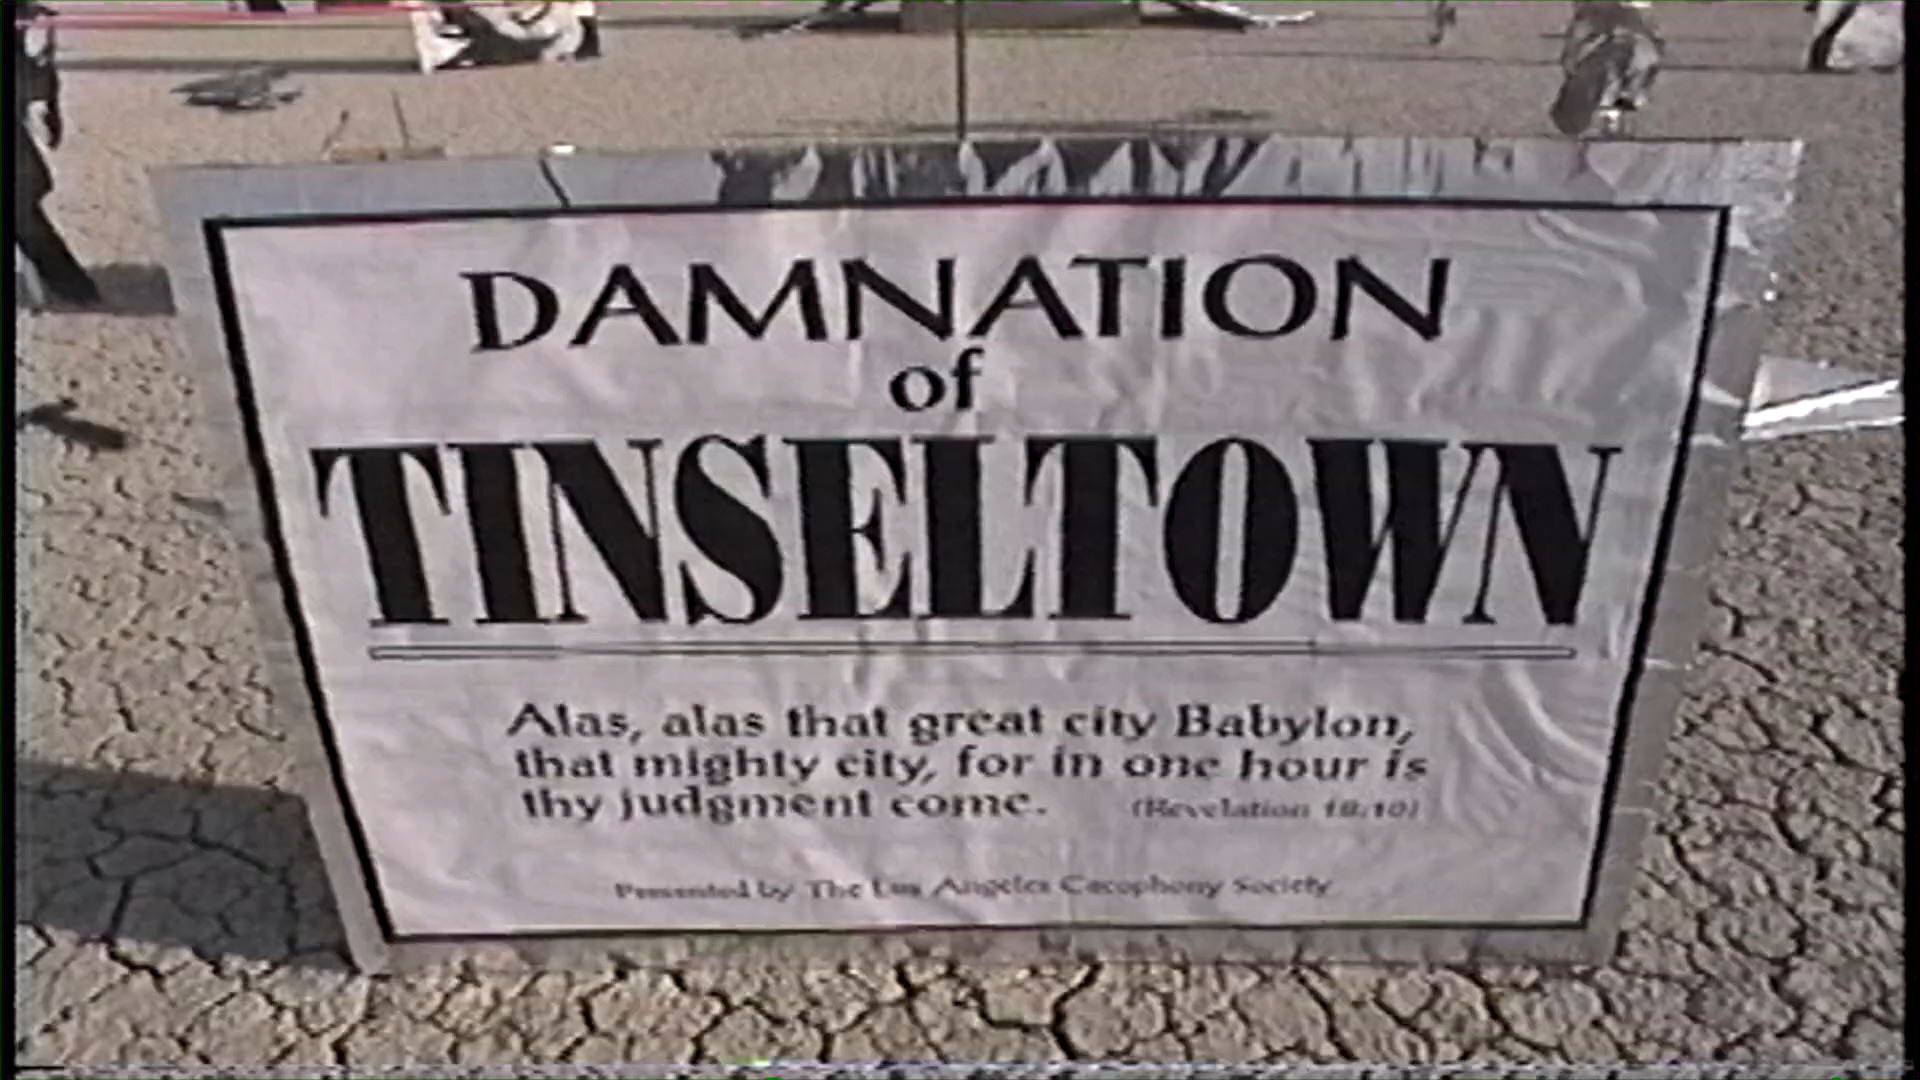 DAMNATION
of
TINSELTOWN
Alas, alas that great city Babylon,
that mighty city, for in one hour is
thy judgment come. (Revelation 18:10)
Presented by The Los Angeles Cacophony Society